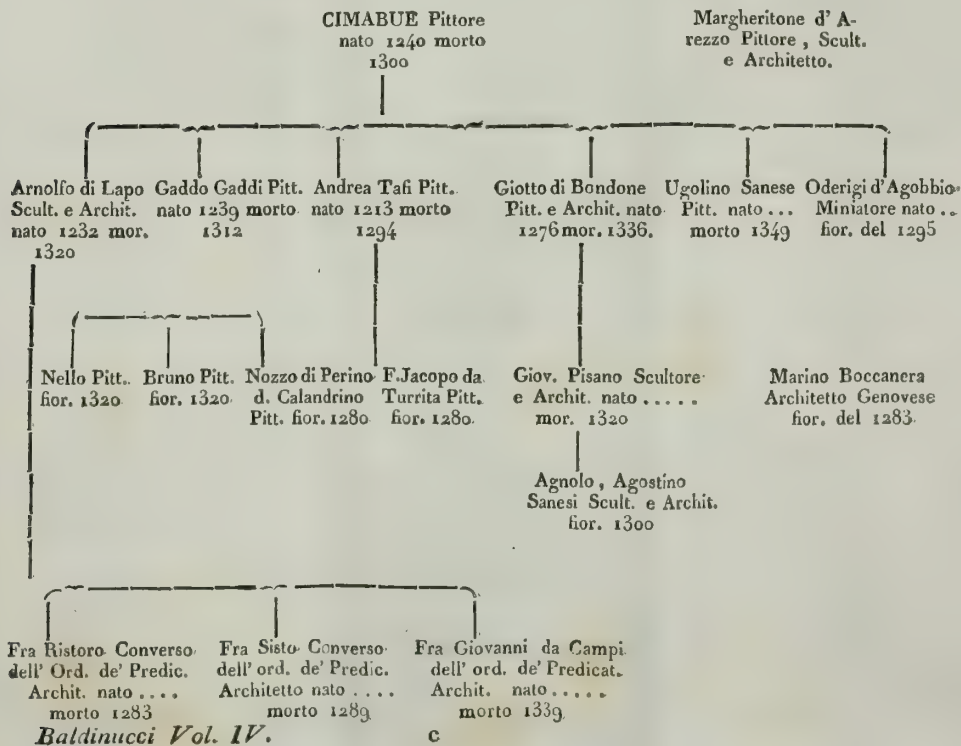 CIMABUE Pittore
nato 1240 morto
1300
Margheritone d' A-
rezzo Pittore , Scult.
e Architetto.
Arnolfo di Lapo
Scult. e Archit.
nato 1232 mor.
1320
Gaddo Gaddi Pitt.
nato 1239 morto
1312
Andrea Tafi Pitt.
nato 1213 morto
1294
Giotto di Bondone
Pitt. e Archit. nato
1276 mor. 1336.
Ugolino Sanese
Pitt. nato ...
morto 1349
Oderigi d'Agobbio
Miniatore nato ..
fior. del 1295
Nello Pitt.
fior. 1320
Bruno Pitt.
fior. 1320
Nozzo di Perino
d. Calandrino
Pitt. fior. 1280
F. Jacopo da
Turrita Pitt.
fior. 1280.
Giov. Pisano Scultore
e Archit. nato .....
mor. 1320
Marino Boccanera
Architetto Genovese
fior. del 1283
Agnolo , Agostino
Sanesi Scult. e Archit.
fior. 1300
Fra Ristoro Converso
dell' Ord. de' Predic.
Archit. nato ....
morto 1283
Fra Sisto Converso
dell' ord. de' Predic.
Architetto nato ....
morto 1289
Fra Giovanni da Campi
dell' ord. de' Predicat.
Archit. nato .....
morto 1339
Baldinucci Vol. IV.
c